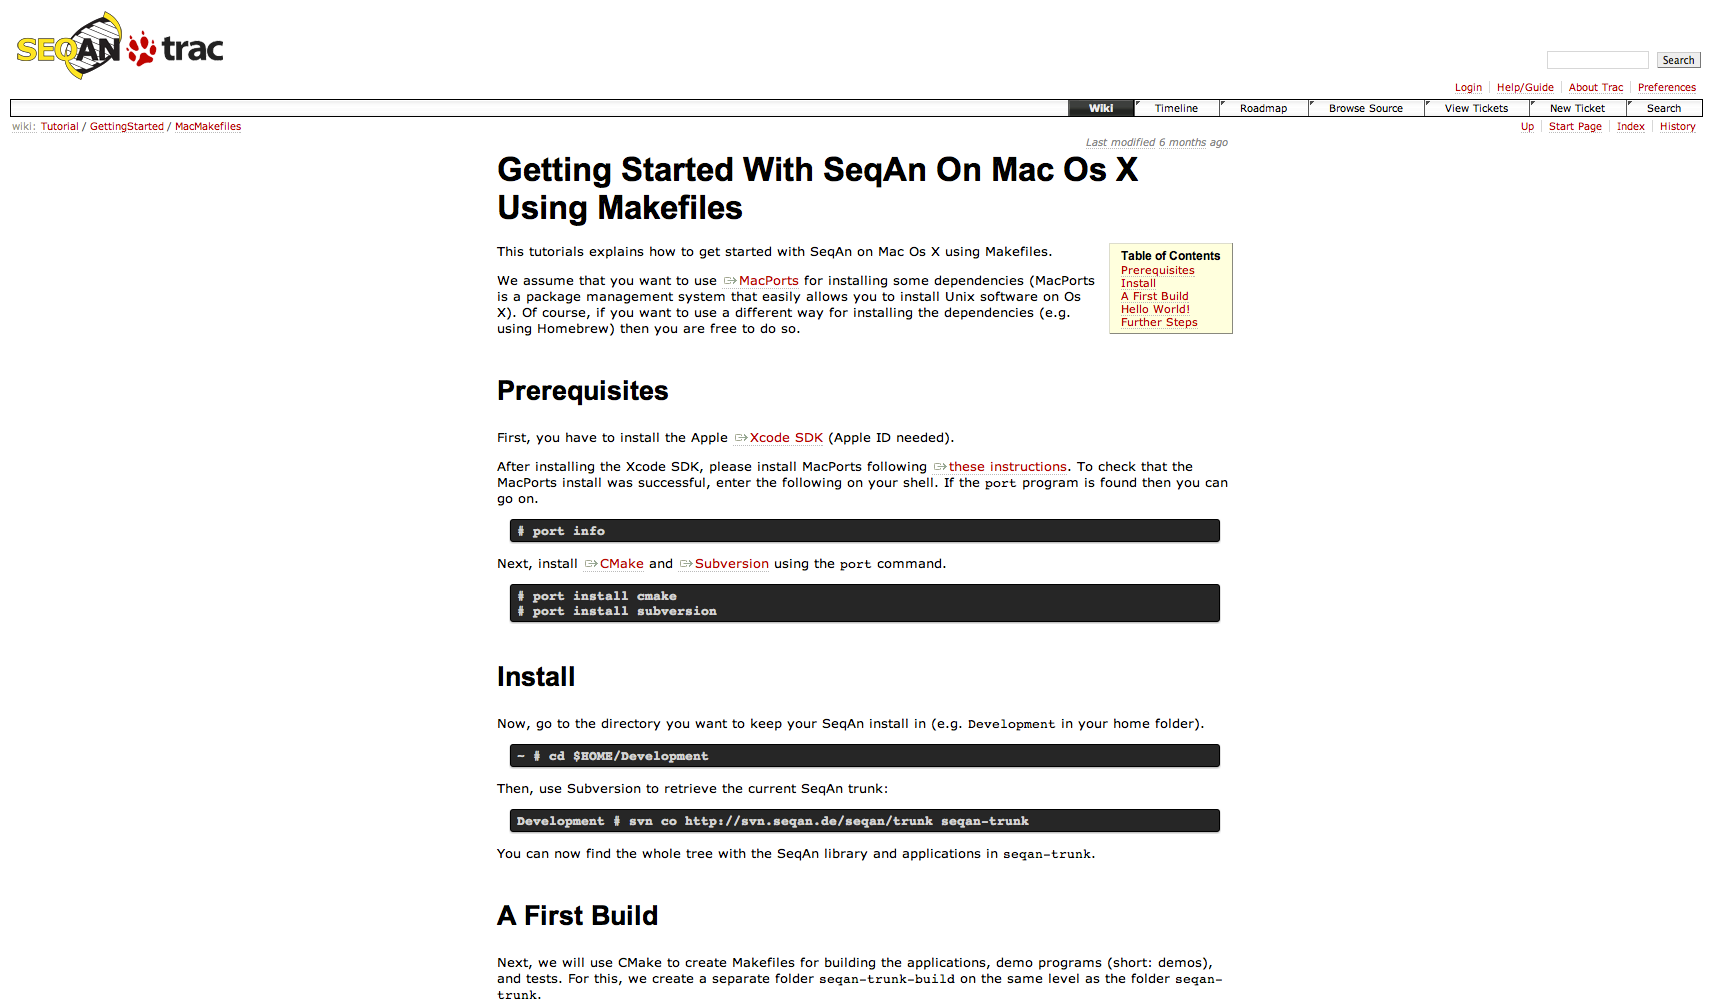 SEQAN trac
Search
Login Help/Guide About Trac Preferences
Wiki Timeline Roadmap Browse Source View Tickets New Ticket Search
wiki: Tutorial / GettingStarted / MacMakefiles
Up Start Page Index History
Last modified 6 months ago
Getting Started With SeqAn On Mac Os X
Using Makefiles
This tutorials explains how to get started with SeqAn on Mac Os X using Makefiles.
We assume that you want to use MacPorts for installing some dependencies (MacPorts
is a package management system that easily allows you to install Unix software on Os
X). Of course, if you want to use a different way for installing the dependencies (e.g.
using Homebrew) then you are free to do so.
Table of Contents
Prerequisites
Install
A First Build
Hello World!
Further Steps
Prerequisites
First, you have to install the Apple Xcode SDK (Apple ID needed).
After installing the Xcode SDK, please install MacPorts following these instructions. To check that the
MacPorts install was successful, enter the following on your shell. If the port program is found then you can
go on.
# port info
Next, install CMake and Subversion using the port command.
# port install cmake
# port install subversion
Install
Now, go to the directory you want to keep your SeqAn install in (e.g. Development in your home folder).
~ # cd $HOME/Development
Then, use Subversion to retrieve the current SeqAn trunk:
Development # svn co http://svn.seqan.de/seqan/trunk seqan-trunk
You can now find the whole tree with the SeqAn library and applications in seqan-trunk.
A First Build
Next, we will use CMake to create Makefiles for building the applications, demo programs (short: demos),
and tests. For this, we create a separate folder seqan-trunk-build on the same level as the folder seqan-
trunk.